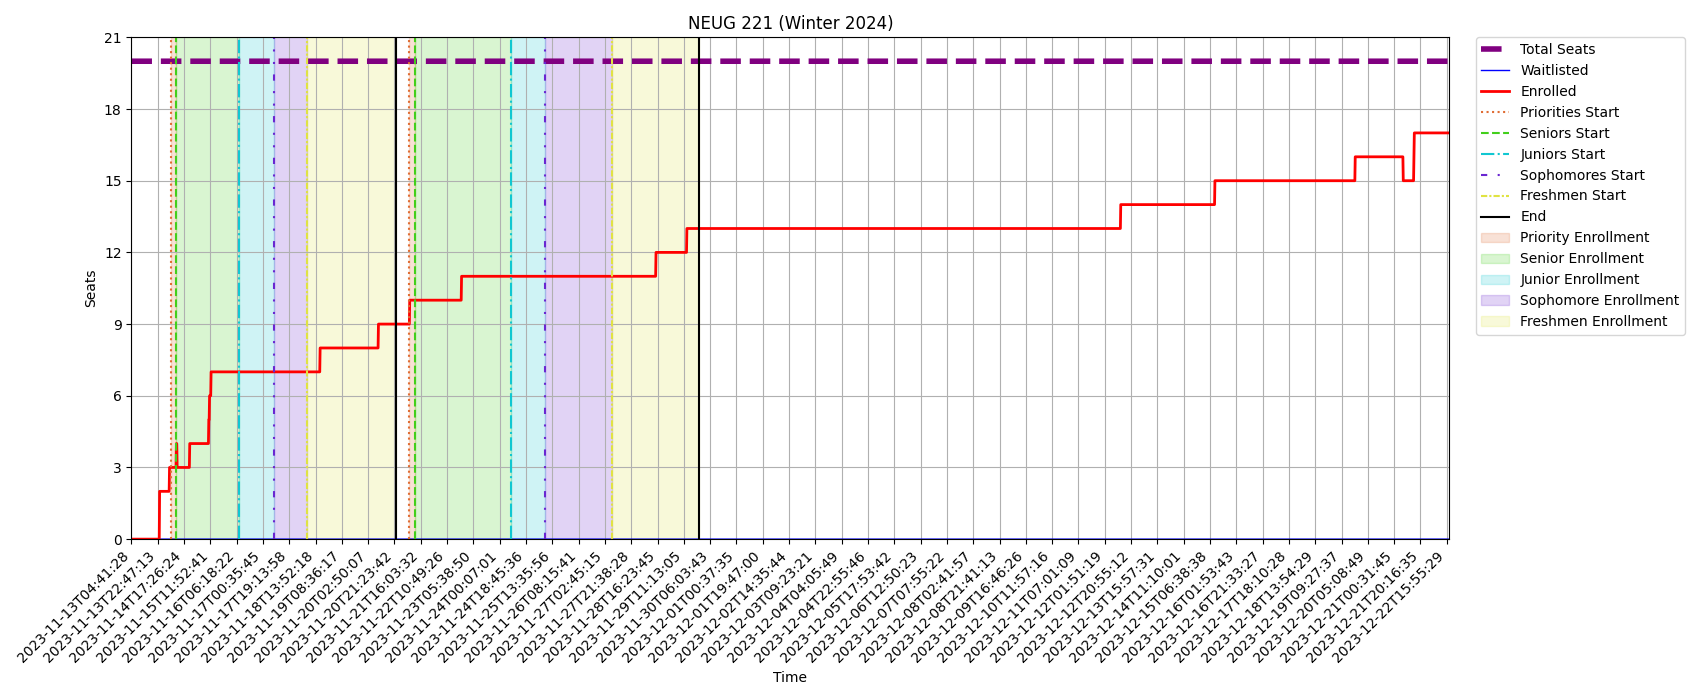 NEUG 221 (Winter 2024)
21
18
15
12
9
6
3
0
Seats
2023-11-13T04:41:28
2023-11-13T22:47:13
2023-11-14T17:26:24
2023-11-15T11:52:41
2023-11-16T06:18:22
2023-11-17T00:35:45
2023-11-17T19:13:58
2023-11-18T13:52:18
2023-11-19T08:36:17
2023-11-20T02:50:07
2023-11-20T21:23:42
2023-11-21T16:03:32
2023-11-22T10:49:26
2023-11-23T05:38:50
2023-11-24T00:07:01
2023-11-24T18:45:36
2023-11-25T13:35:56
2023-11-26T08:15:41
2023-11-27T02:45:15
2023-11-27T21:38:28
2023-11-28T16:23:45
2023-11-29T11:13:05
2023-11-30T06:03:43
2023-12-01T00:37:35
2023-12-01T19:47:00
2023-12-02T14:35:44
2023-12-03T09:23:21
2023-12-04T04:05:49
2023-12-04T22:55:46
2023-12-05T17:53:42
2023-12-06T12:50:23
2023-12-07T07:55:22
2023-12-08T02:41:57
2023-12-08T21:41:13
2023-12-09T16:46:26
2023-12-10T11:57:16
2023-12-11T07:01:09
2023-12-12T01:51:19
2023-12-12T20:55:12
2023-12-13T15:57:31
2023-12-14T11:10:01
2023-12-15T06:38:38
2023-12-16T01:53:43
2023-12-16T21:33:27
2023-12-17T18:10:28
2023-12-18T13:54:29
2023-12-19T09:27:37
2023-12-20T05:08:49
2023-12-21T00:31:45
2023-12-21T20:16:35
2023-12-22T15:55:29
Time
Total Seats
Waitlisted
Enrolled
Priorities Start
Seniors Start
Juniors Start
Sophomores Start
Freshmen Start
End
Priority Enrollment
Senior Enrollment
Junior Enrollment
Sophomore Enrollment
Freshmen Enrollment